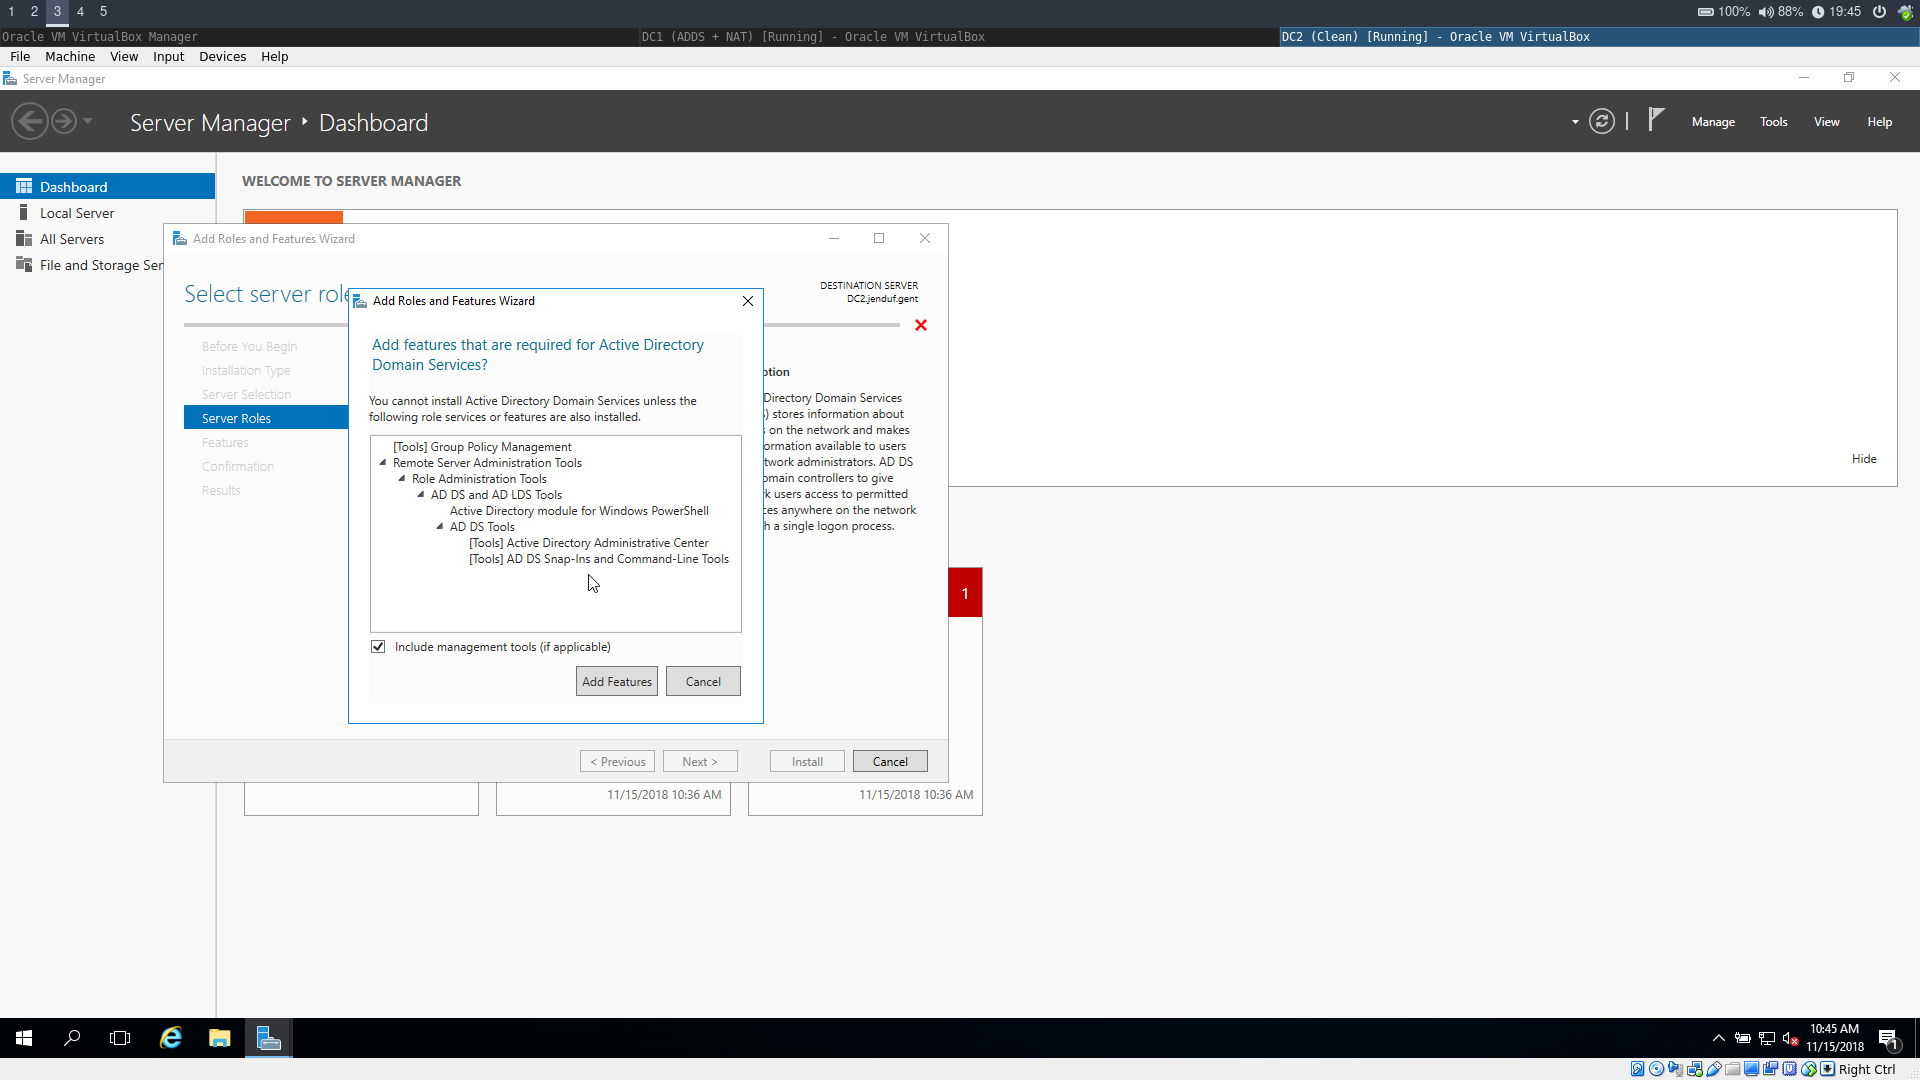 1 2 3 4 5
100% 88% 19:45
Oracle VM VirtualBox Manager
DC1 (ADDS + NAT) [Running] - Oracle VM VirtualBox
DC2 (Clean) [Running] - Oracle VM VirtualBox
File Machine View Input Devices Help
Server Manager
Server Manager ‣ Dashboard
Manage Tools View Help
Dashboard
Local Server
All Servers
File and Storage Ser
WELCOME TO SERVER MANAGER
Hide
Add Roles and Features Wizard
Select server role
DESTINATION SERVER
DC2.jenduf.gent
Before You Begin
Installation Type
Server Selection
Server Roles
Features
Confirmation
Results
Add Roles and Features Wizard
Add features that are required for Active Directory
Domain Services?
You cannot install Active Directory Domain Services unless the
following role services or features are also installed.
[Tools] Group Policy Management
Remote Server Administration Tools
Role Administration Tools
AD DS and AD LDS Tools
Active Directory module for Windows PowerShell
AD DS Tools
[Tools] Active Directory Administrative Center
[Tools] AD DS Snap-Ins and Command-Line Tools
Include management tools (if applicable)
Add Features
Cancel
ption
Directory Domain Services
) stores information about
on the network and makes
ormation available to users
twork administrators. AD DS
omain controllers to give
k users access to permitted
ces anywhere on the network
h a single logon process.
< Previous
Next >
Install
Cancel
1
11/15/2018 10:36 AM
11/15/2018 10:36 AM
10:45 AM
11/15/2018
1
Right Ctrl